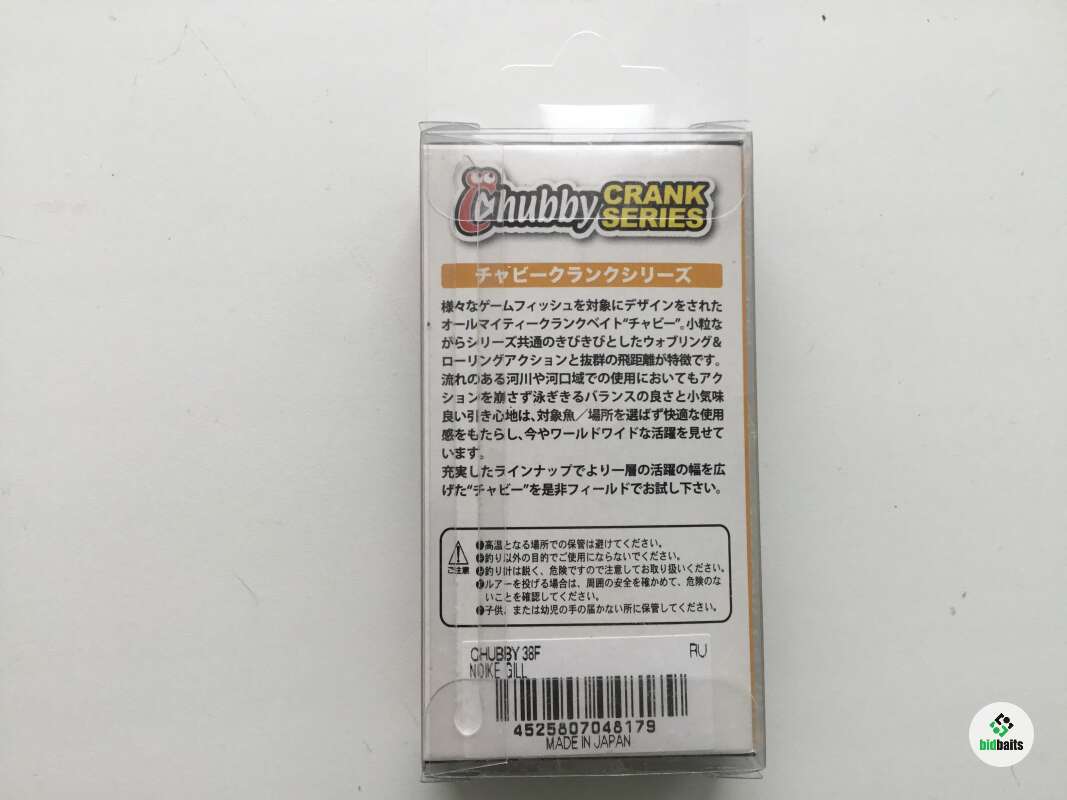 Chubby CRANK SERIES
チャビークランクシリーズ
様々なゲームフィッシュを対象にデザインをされた
オールマイティークランクベイト“チャビー”。小粒な
がらシリーズ共通のきびきびとしたウォブリング&
ローリングアクションと抜群の飛距離が特徴です。
流れのある河川や河口域での使用においてもアク
ションを崩さず泳ぎきるバランスの良さと小気味
良い引き心地は、対象魚／場所を選ばず快適な使用
感をもたらし、今やワールドワイドな活躍を見せて
います。
充実したラインナップでより一層の活躍の幅を広
げた“チャビー”を是非フィールドでお試し下さい。
ご注意
高温となる場所での保管は避けてください。
釣り以外の目的でご使用にならないでください。
釣り針は鋭く、危険ですので注意してお取り扱いください。
ルアーを投げる場合は、周囲の安全を確かめて、危険のな
いことを確認してください。
子供、または幼児の手の届かない所に保管してください。
CHUBBY 38F RU
NOIKE GILL
4525807048179
MADE IN JAPAN
bidbaits